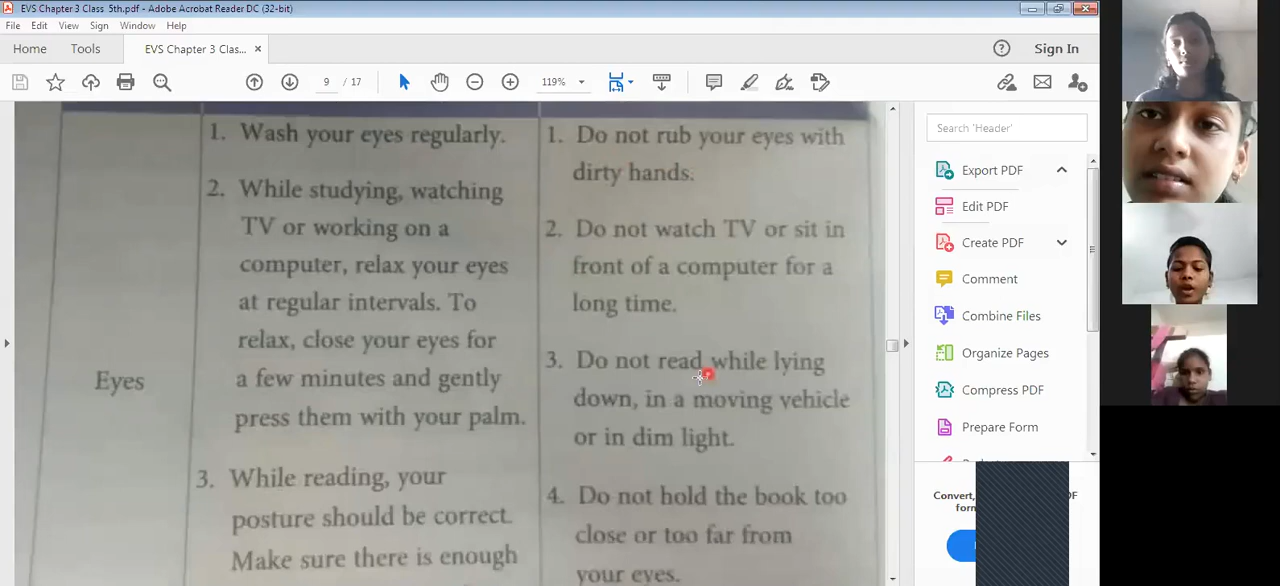 EVS Chapter 3 Class 5th.pdf - Adobe Acrobat Reader DC (32-bit)
File Edit View Sign Window Help
Home Tools EVS Chapter 3 Clas... × Sign In
9 / 17 119%
Eyes
1. Wash your eyes regularly.
2. While studying, watching
TV or working on a
computer, relax your eyes
at regular intervals. To
relax, close your eyes for
a few minutes and gently
press them with your palm.
3. While reading, your
posture should be correct.
Make sure there is enough
1. Do not rub your eyes with
dirty hands.
2. Do not watch TV or sit in
front of a computer for a
long time.
3. Do not read while lying
down, in a moving vehicle
or in dim light.
4. Do not hold the book too
close or too far from
your eyes.
Search 'Header'
Export PDF
Edit PDF
Create PDF
Comment
Combine Files
Organize Pages
Compress PDF
Prepare Form
Convert,